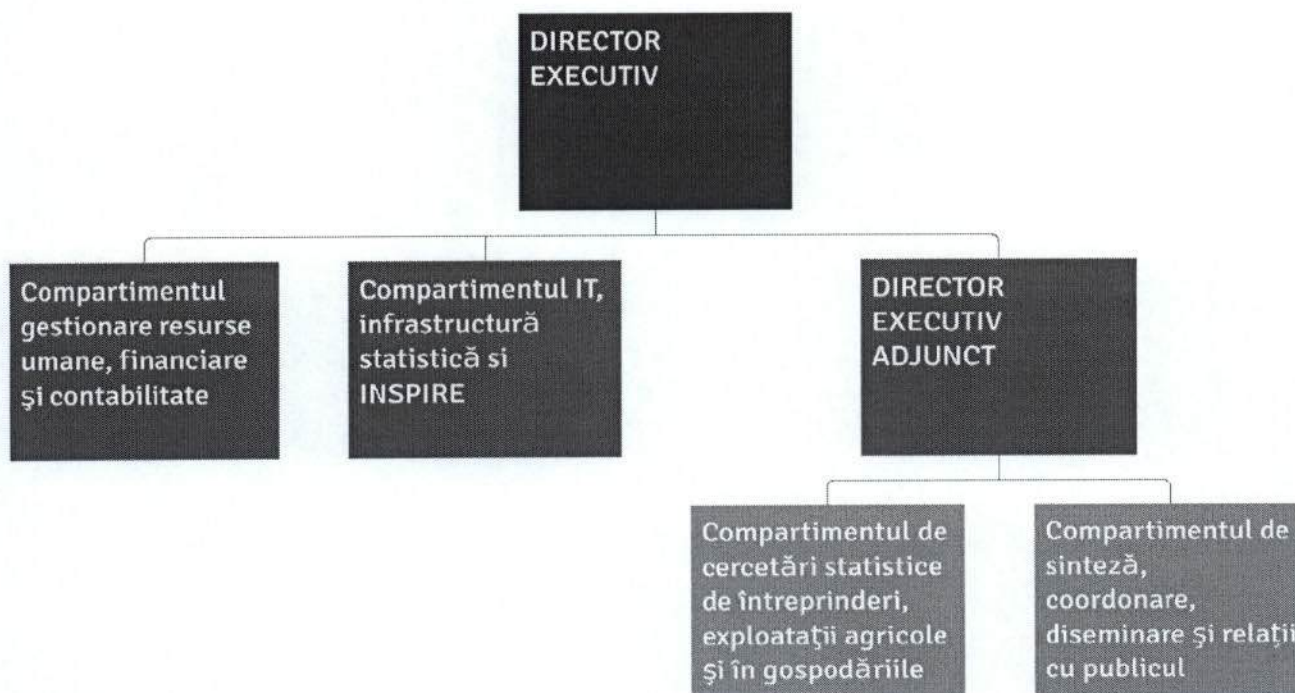 DIRECTOR
EXECUTIV
Compartimentul
gestionare resurse
umane, financiare
şi contabilitate
Compartimentul IT,
infrastructură
statistică si
INSPIRE
DIRECTOR
EXECUTIV
ADJUNCT
Compartimentul de
cercetări statistice
de întreprinderi,
exploataţii agricole
şi în gospodăriile
Compartimentul de
sinteză,
coordonare,
diseminare şi relaţii
cu publicul